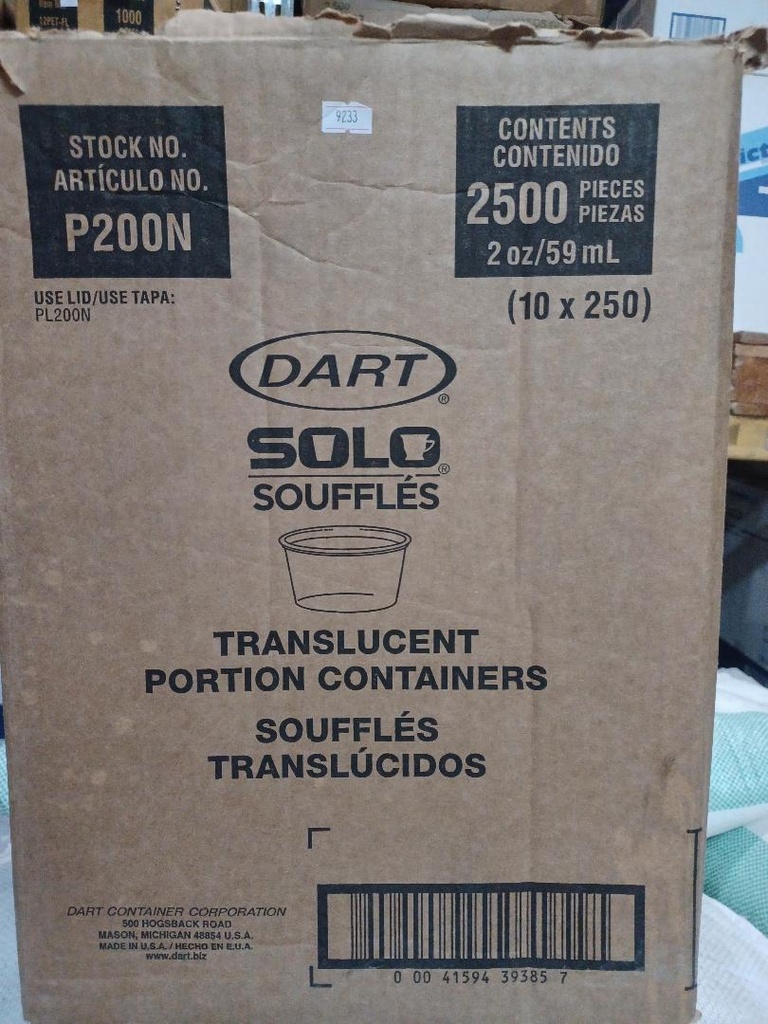 12PET-FL
1000
9233
STOCK NO.
ARTÍCULO NO.
P200N
CONTENTS
CONTENIDO
2500 PIECES
PIEZAS
2 oz/59 mL
USE LID/USE TAPA:
PL200N
(10 x 250)
DART®
SOLO®
SOUFFLÉS
TRANSLUCENT
PORTION CONTAINERS
SOUFFLÉS
TRANSLÚCIDOS
DART CONTAINER CORPORATION
500 HOGSBACK ROAD
MASON, MICHIGAN 48854 U.S.A.
MADE IN U.S.A. / HECHO EN E.U.A.
www.dart.biz
0 00 41594 39385 7